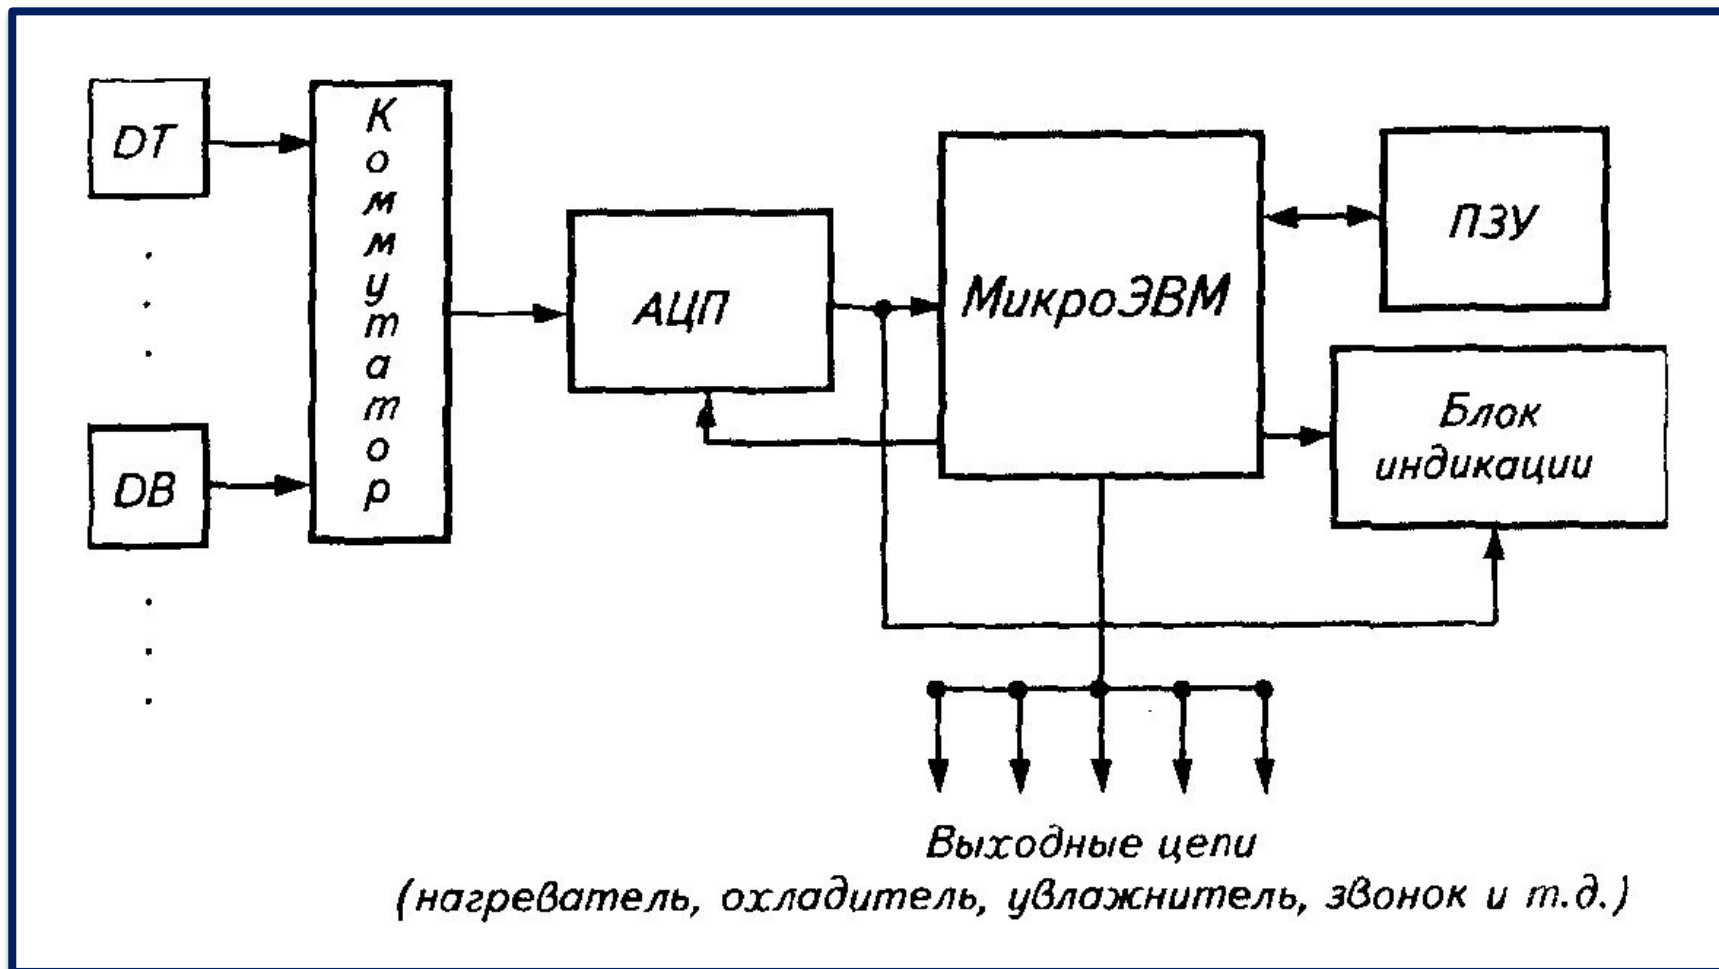 DT
DB
Коммутатор
АЦП
МикроЭВМ
ПЗУ
Блок
индикации
Выходные цепи
(нагреватель, охладитель, увлажнитель, звонок и т.д.)